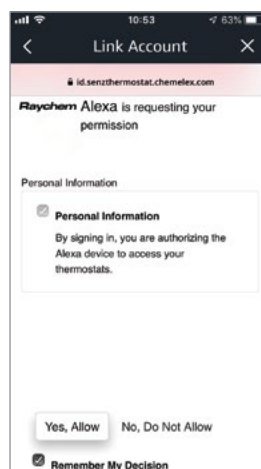 10:53
63%
Link Account
id.senzthermostat.chemelex.com
Raychem Alexa is requesting your
permission
Personal Information
Personal Information
By signing in, you are authorizing the
Alexa device to access your
thermostats.
Yes, Allow No, Do Not Allow
Remember My Decision